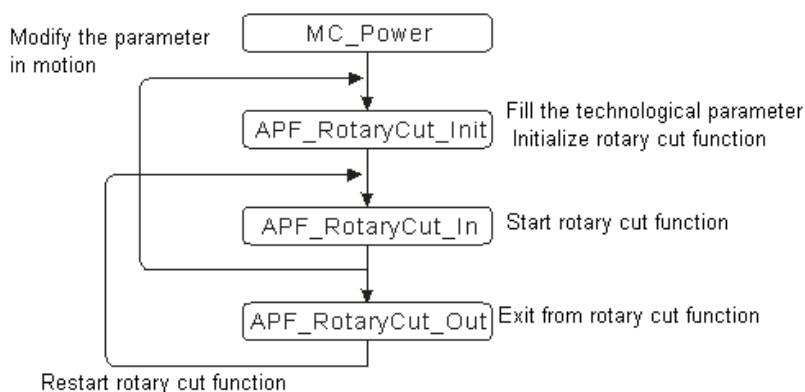 MC_Power
Modify the parameter
in motion
APF_RotaryCut_Init
Fill the technological parameter
Initialize rotary cut function
APF_RotaryCut_In
Start rotary cut function
APF_RotaryCut_Out
Exit from rotary cut function
Restart rotary cut function